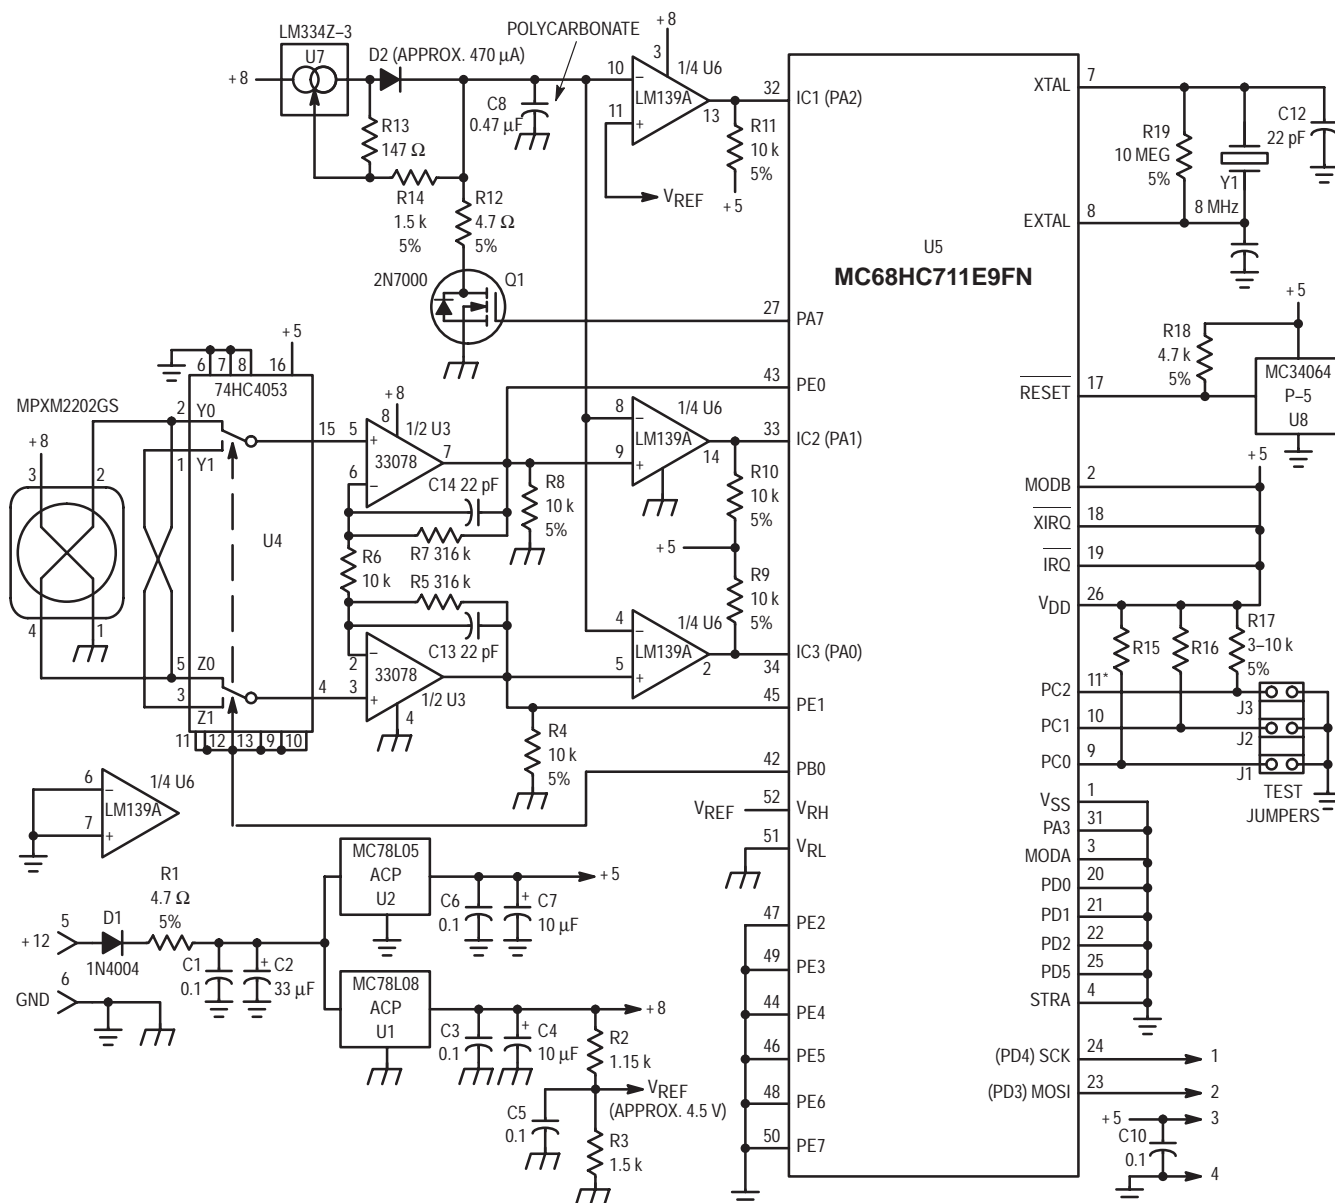 LM334Z–3
U7
+ 8
D2 (APPROX. 470 µA)
POLYCARBONATE
C8
0.47 µF
R13
147 Ω
R14
1.5 k
5%
R12
4.7 Ω
5%
2N7000
Q1
+ 8
3
10
–
1/4 U6
LM139A
11
+
13
VREF
R11
10 k
5%
+ 5
32
IC1 (PA2)
U5
MC68HC711E9FN
27
PA7
43
PE0
33
IC2 (PA1)
IC3 (PA0)
34
45
PE1
42
PB0
52
VREF
VRH
51
VRL
47
PE2
49
PE3
44
PE4
46
PE5
48
PE6
50
PE7
XTAL
7
R19
10 MEG
5%
Y1
8 MHz
C12
22 pF
EXTAL
8
+ 5
R18
4.7 k
5%
RESET
17
MC34064
P–5
U8
+ 5
MODB
2
XIRQ
18
IRQ
19
VDD
26
R15
R16
R17
3–10 k
5%
PC2
11*
J3
PC1
10
J2
PC0
9
J1
TEST
JUMPERS
VSS
1
PA3
31
MODA
3
PD0
20
PD1
21
PD2
22
PD5
25
STRA
4
(PD4) SCK
24
1
(PD3) MOSI
23
2
+ 5
3
C10
0.1
4
+ 5
6
7
8
16
74HC4053
MPXM2202GS
+ 8
3
2
4
1
2
Y0
1
Y1
15
U4
5
Z0
3
Z1
4
11
12
13
9
10
+ 8
8
5
+
1/2 U3
33078
7
6
–
C14 22 pF
R7 316 k
R6
10 k
R5 316 k
C13 22 pF
2
–
33078
3
+
1/2 U3
4
R8
10 k
5%
R4
10 k
5%
8
–
1/4 U6
LM139A
9
+
14
R10
10 k
5%
+ 5
R9
10 k
5%
4
–
1/4 U6
LM139A
5
+
2
6
–
1/4 U6
LM139A
7
+
R1
4.7 Ω
5%
5
D1
+12
1N4004
6
GND
C1
0.1
+
C2
33 µF
MC78L05
ACP
U2
C6
0.1
+
C7
10 µF
+ 5
MC78L08
ACP
U1
C3
0.1
+
C4
10 µF
+ 8
R2
1.15 k
VREF
(APPROX. 4.5 V)
C5
0.1
R3
1.5 k